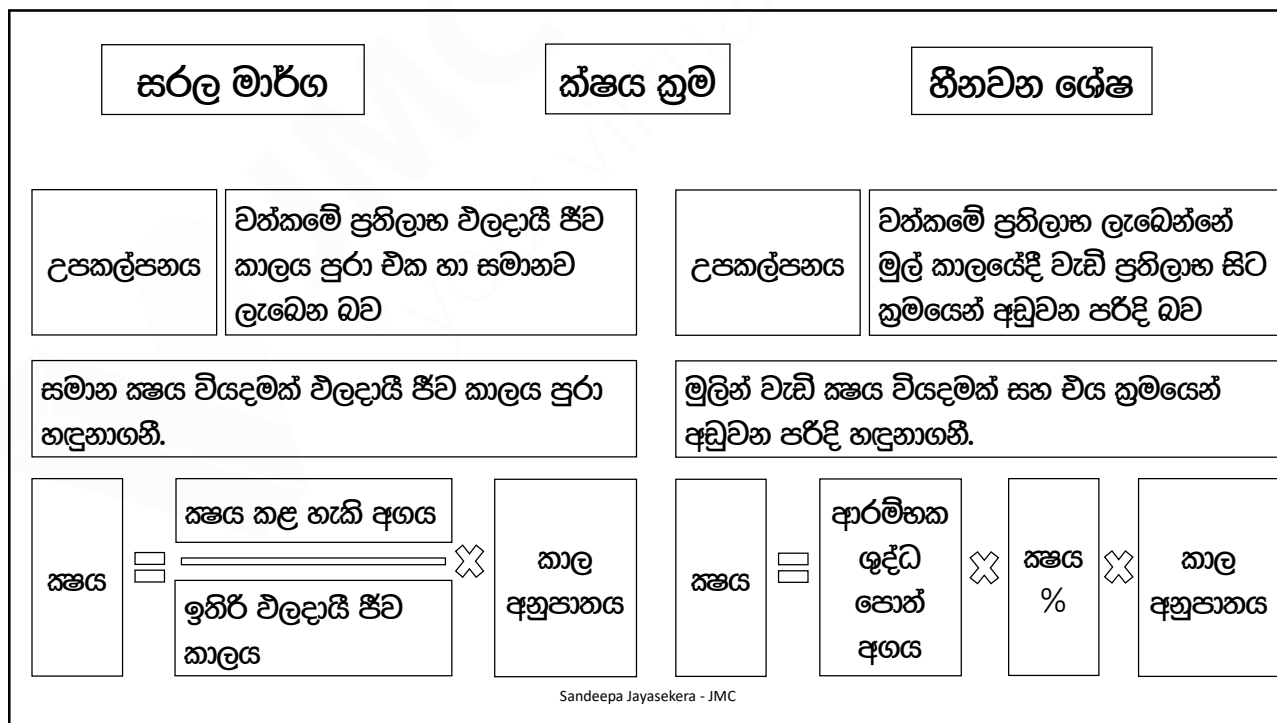 සරල මාර්ග
ක්ෂය ක්‍රම
හීනවන ශේෂ
උපකල්පනය
වත්කමේ ප්‍රතිලාභ ඵලදායී ජීව
කාලය පුරා ඒක හා සමානව
ලැබෙන බව
සමාන ක්‍ෂය වියදමක් ඵලදායී ජීව කාලය පුරා
හඳුනාගනී.
ක්‍ෂය
=
ක්‍ෂය කළ හැකි අගය
ඉතිරි ඵලදායී ජීව
කාලය
×
කාල
අනුපාතය
උපකල්පනය
වත්කමේ ප්‍රතිලාභ ලැබෙන්නේ
මුල් කාලයේදී වැඩි ප්‍රතිලාභ සිට
ක්‍රමයෙන් අඩුවන පරිදි බව
මුලින් වැඩි ක්‍ෂය වියදමක් සහ එය ක්‍රමයෙන්
අඩුවන පරිදි හඳුනාගනී.
ක්‍ෂය
=
ආරම්භක
ශුද්ධ
පොත්
අගය
×
ක්‍ෂය
%
×
කාල
අනුපාතය
Sandeepa Jayasekera - JMC